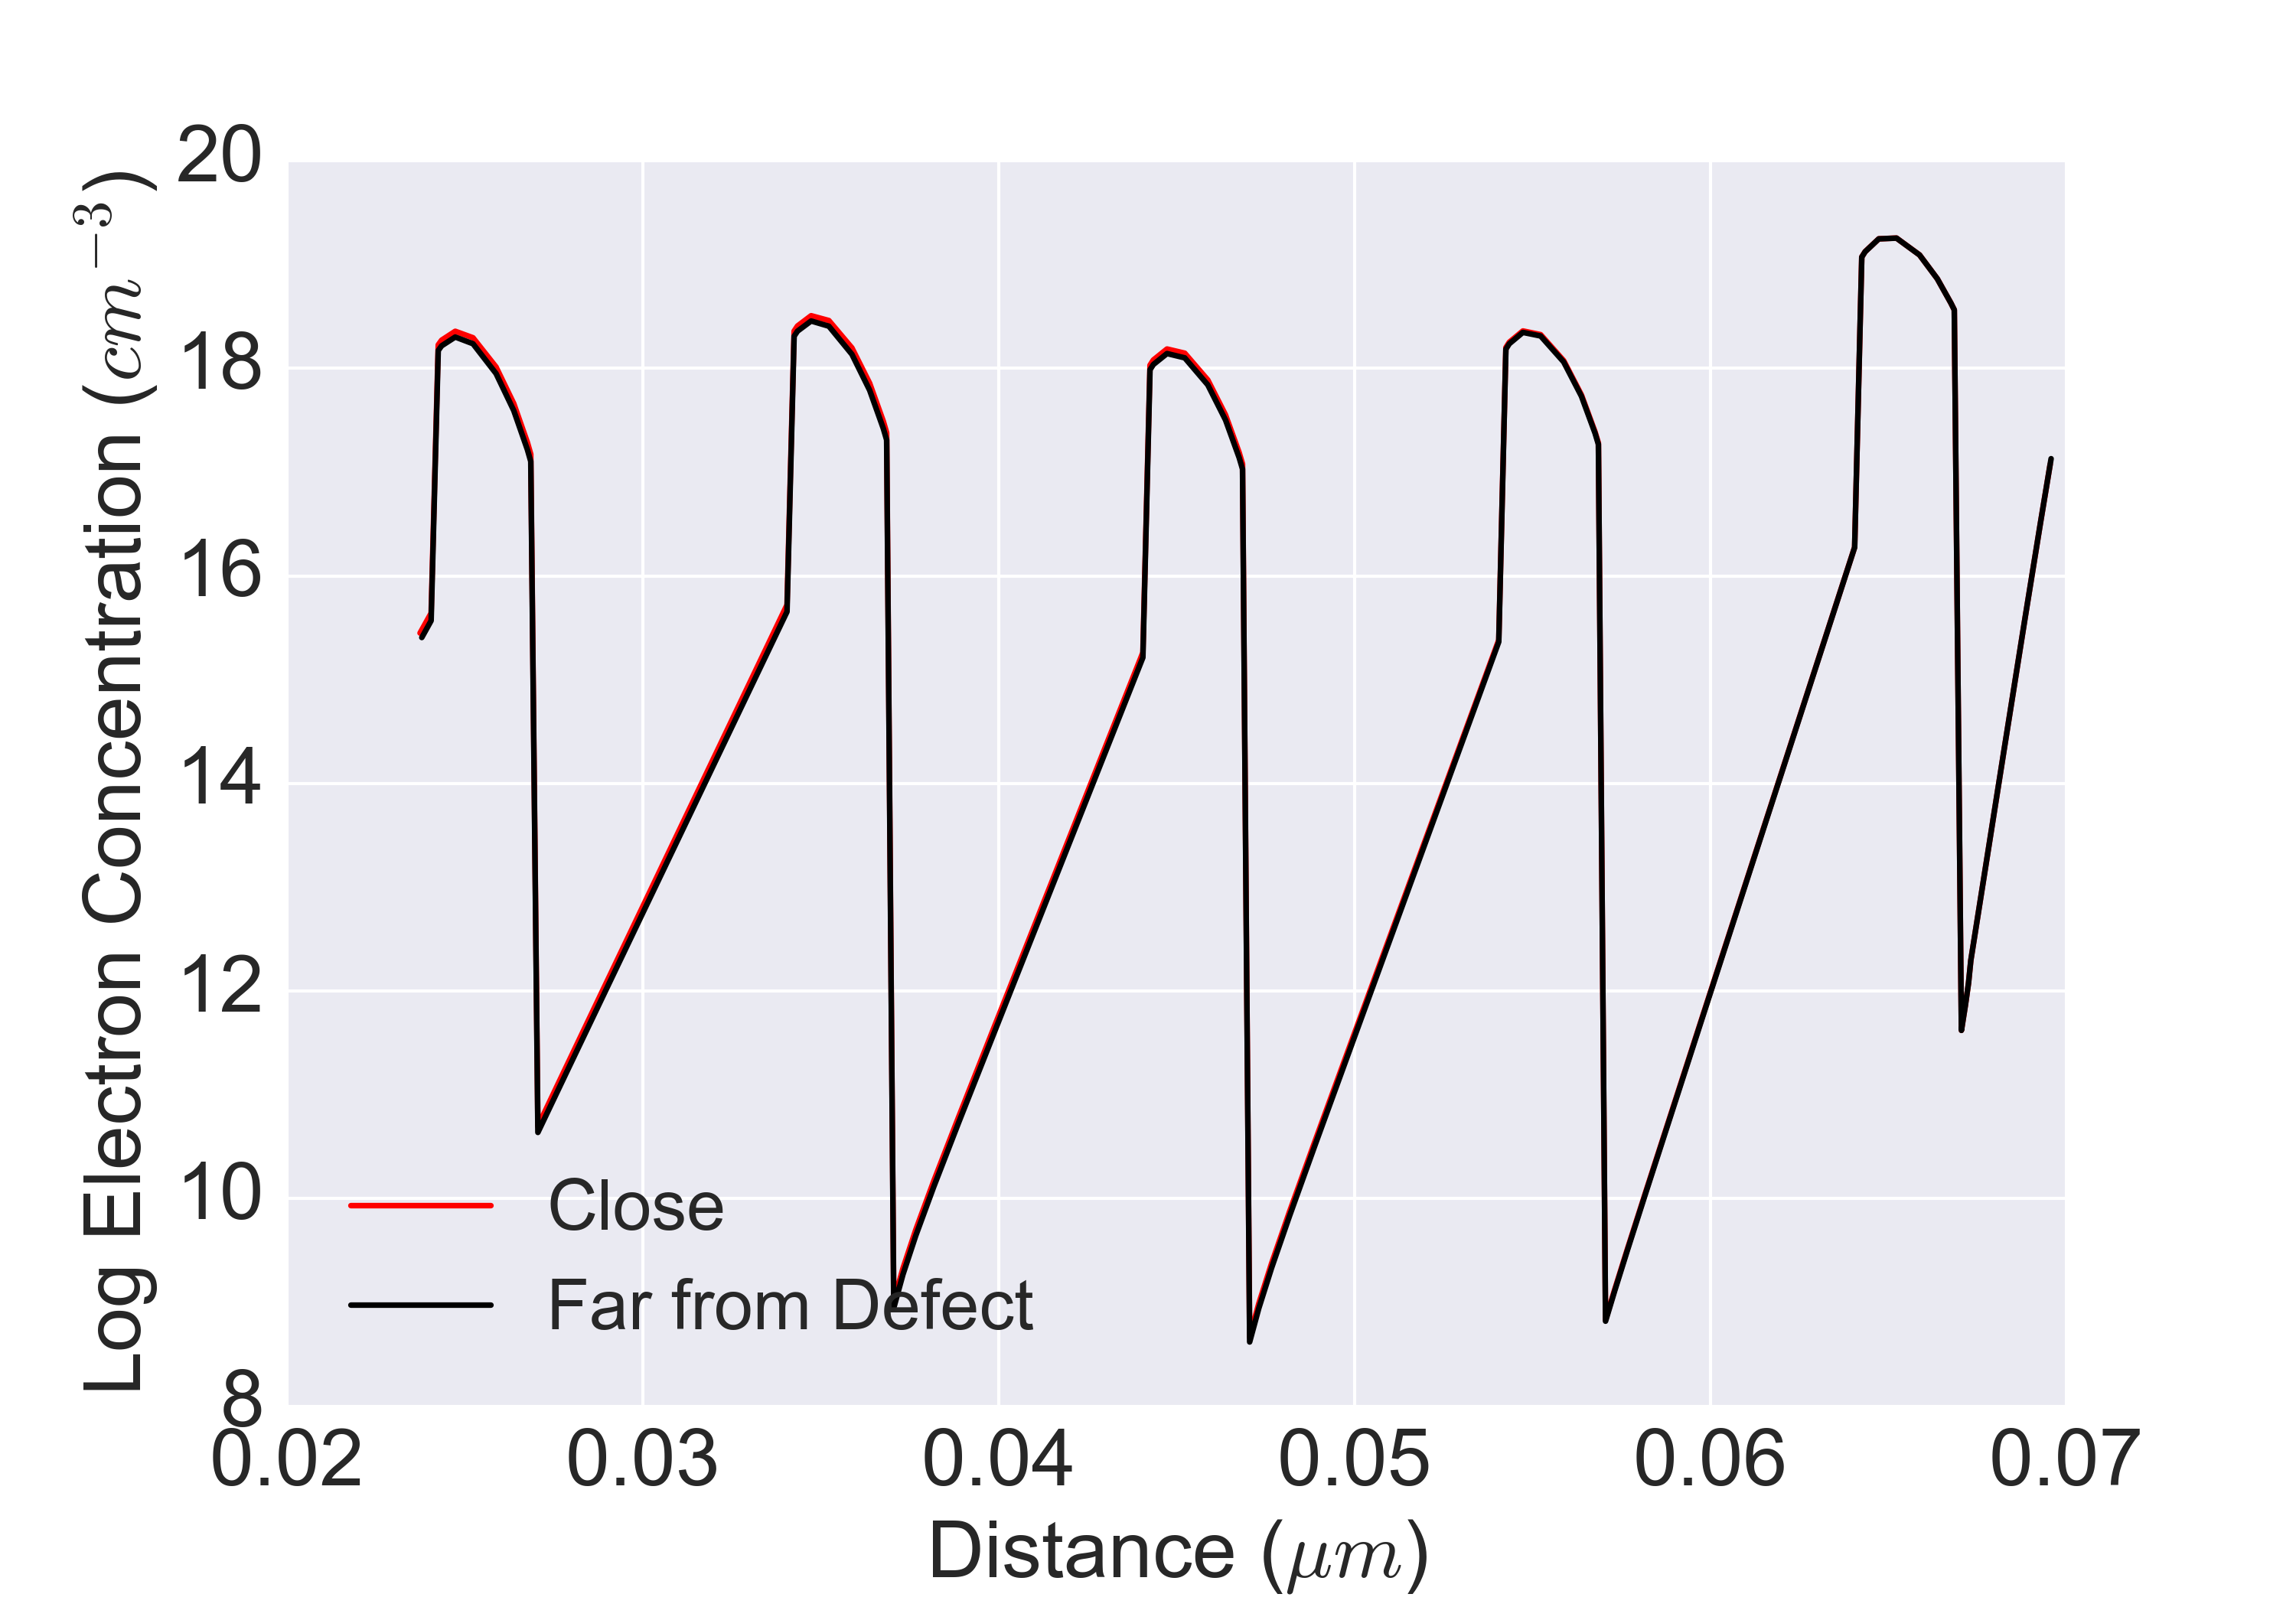 Log Electron Concentration (cm⁻³)
20
18
16
14
12
10
8
Close
Far from Defect
0.02 0.03 0.04 0.05 0.06 0.07
Distance (μm)